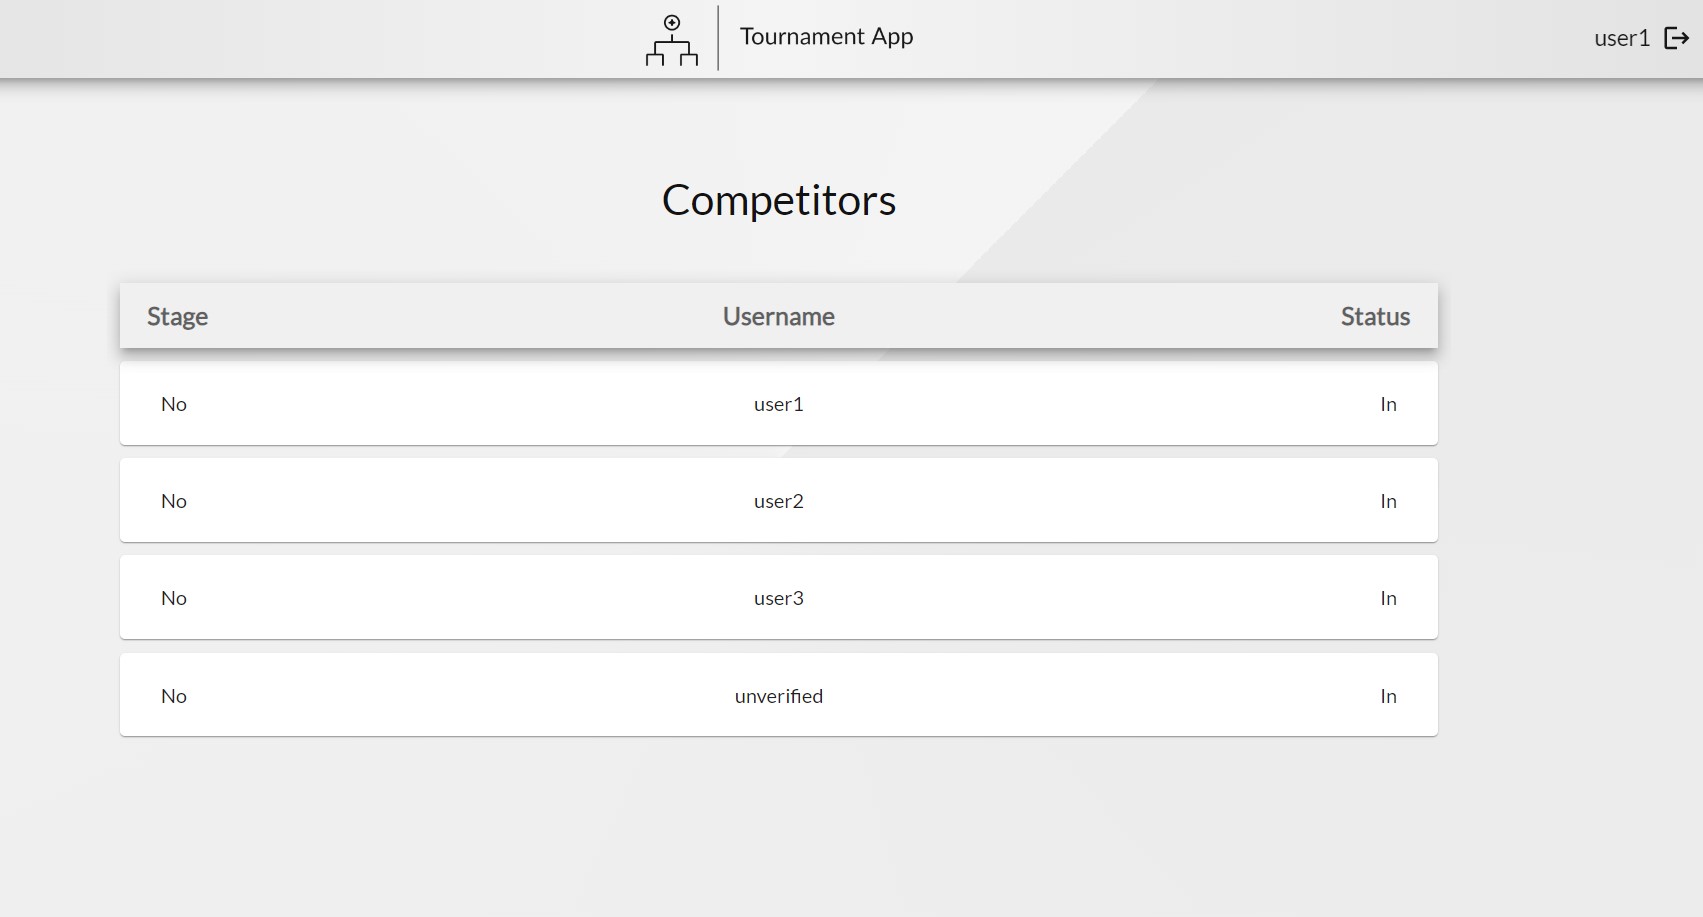 Tournament App
user1
Competitors
Stage Username Status
No user1 In
No user2 In
No user3 In
No unverified In